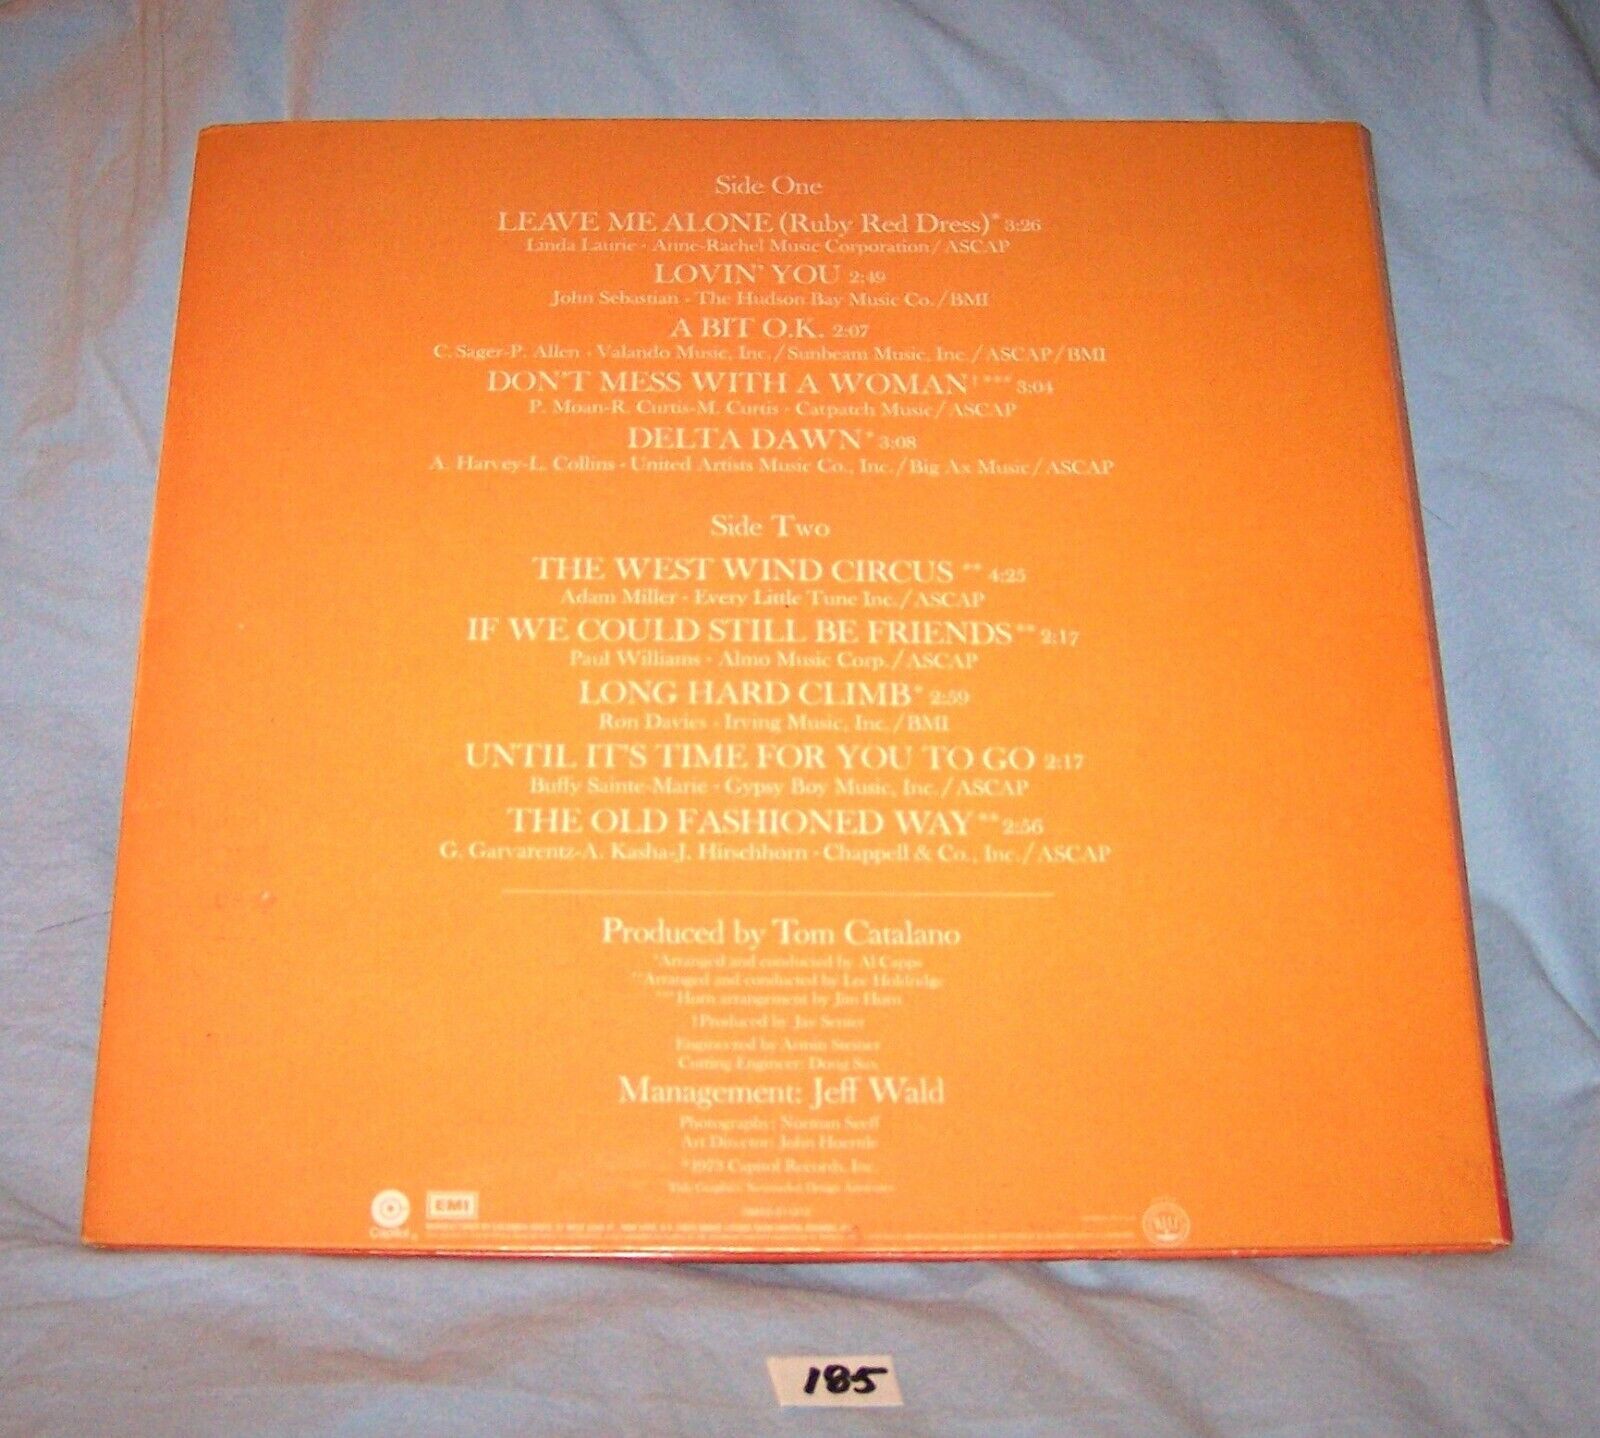 Side One
LEAVE ME ALONE (Ruby Red Dress)* 3:26
Linda Laurie · Anne-Rachel Music Corporation/ASCAP
LOVIN' YOU 2:49
John Sebastian · The Hudson Bay Music Co./BMI
A BIT O.K. 2:07
C. Sager-P. Allen · Valando Music, Inc./Sunbeam Music, Inc./ASCAP/BMI
DON'T MESS WITH A WOMAN†*** 3:04
P. Moan-R. Curtis-M. Curtis · Catpatch Music/ASCAP
DELTA DAWN* 3:08
A. Harvey-L. Collins · United Artists Music Co., Inc./Big Ax Music/ASCAP
Side Two
THE WEST WIND CIRCUS ** 4:25
Adam Miller · Every Little Tune Inc./ASCAP
IF WE COULD STILL BE FRIENDS** 2:17
Paul Williams · Almo Music Corp./ASCAP
LONG HARD CLIMB* 2:59
Ron Davies · Irving Music, Inc./BMI
UNTIL IT'S TIME FOR YOU TO GO 2:17
Buffy Sainte-Marie · Gypsy Boy Music, Inc./ASCAP
THE OLD FASHIONED WAY** 2:56
G. Garvarentz-A. Kasha-J. Hirschhorn · Chappell & Co., Inc./ASCAP
Produced by Tom Catalano
*Arranged and conducted by Al Capps
**Arranged and conducted by Lee Holdridge
***Horn arrangement by Jim Horn
†Produced by Jay Senter
Engineered by Armin Steiner
Cutting Engineer: Doug Sax
Management: Jeff Wald
Photography: Norman Seeff
Art Director: John Hoernle
1973 Capitol Records, Inc.
Capitol
EMI
185